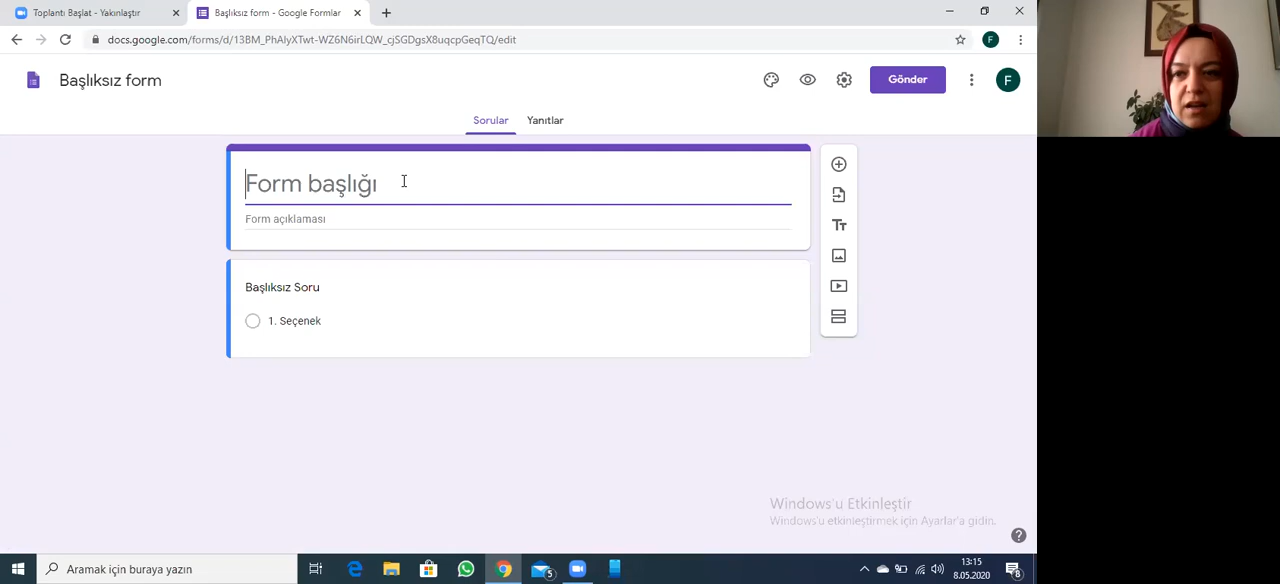 Toplantı Başlat - Yakınlaştır
Başlıksız form - Google Formlar
docs.google.com/forms/d/13BM_PhAlyXTwt-WZ6N6irLQW_cjSGDgsX8uqcpGeqTQ/edit
F
Başlıksız form
Gönder
F
Sorular
Yanıtlar
Form başlığı
Form açıklaması
Başlıksız Soru
1. Seçenek
Windows'u Etkinleştir
Windows'u etkinleştirmek için Ayarlar'a gidin.
Aramak için buraya yazın
5
13:15
8.05.2020
8